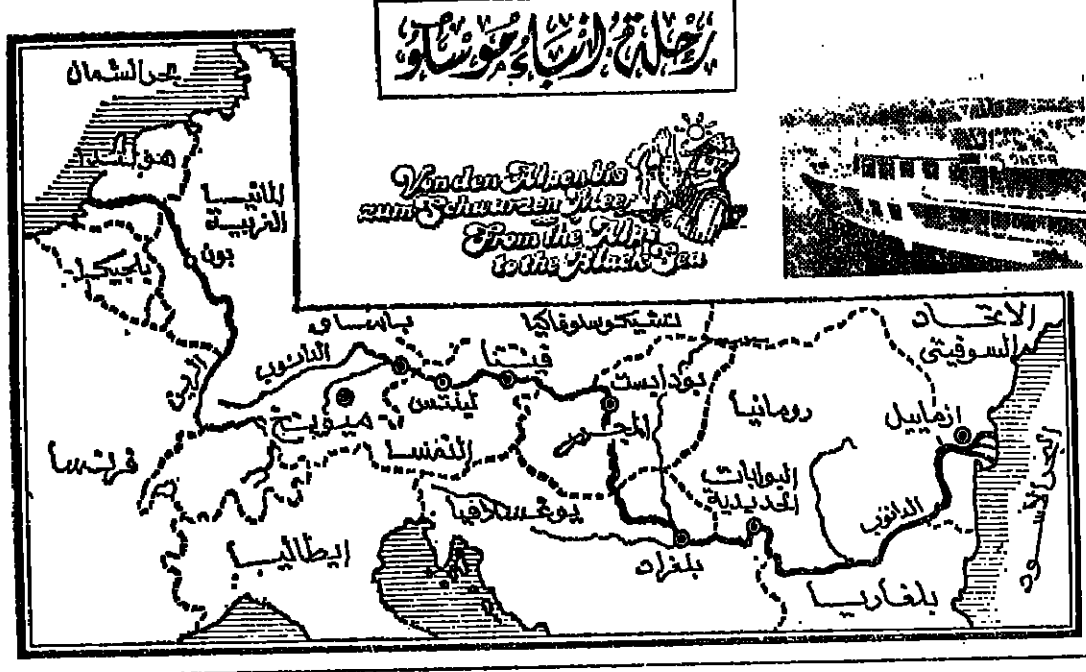 رحلة أنباء موسكو
Von den Alpen bis
zum Schwarzen Meer
From the Alps
to the Black Sea
بحر الشمال
هولندا
المانيا
الغربية
بون
بلجيكا
الراين
فرنسا
باساو
الدانوب
ميونيخ
لينتس
فيينا
النمسا
ايطاليا
تشيكوسلوفاكيا
بودابست
المجر
يوغسلافيا
بلغراد
رومانيا
البوابات
الحديدية
بلغاريا
الدانوب
ازماييل
الاتحاد
السوفيتي
البحر الأسود